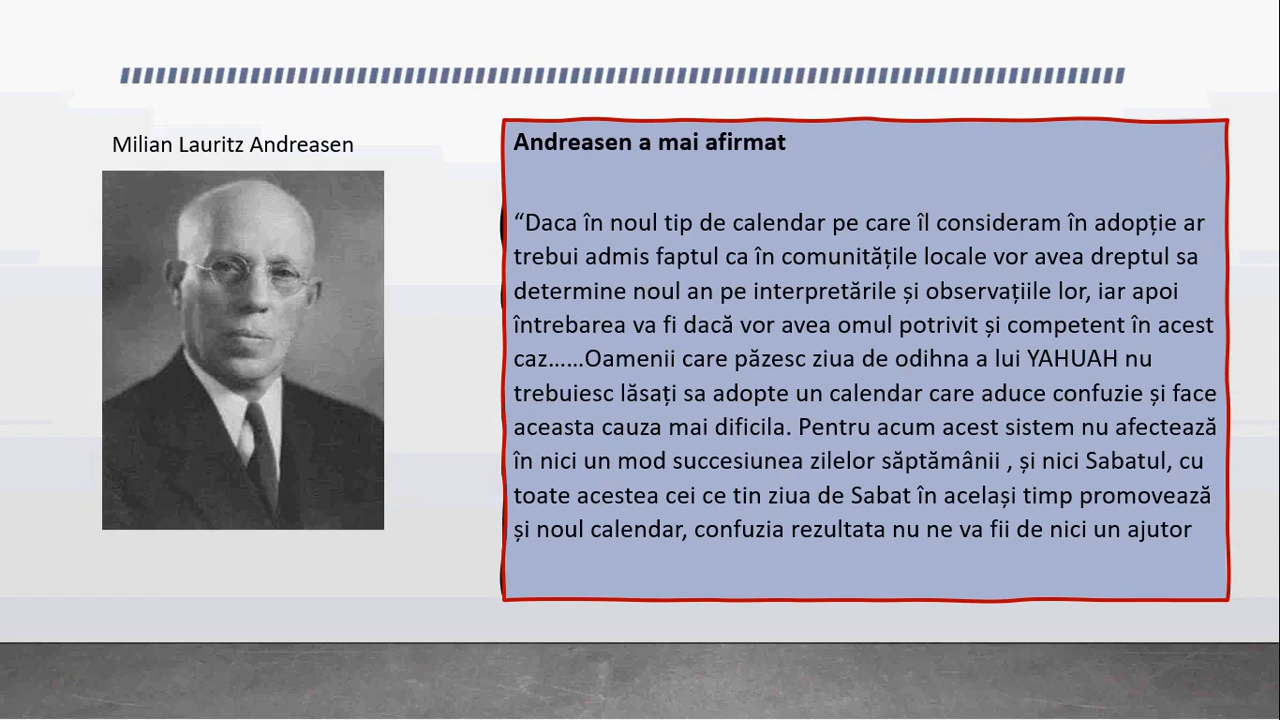 Milian Lauritz Andreasen
Andreasen a mai afirmat
“Daca în noul tip de calendar pe care îl consideram în adopție ar
trebui admis faptul ca în comunitățile locale vor avea dreptul sa
determine noul an pe interpretările și observațiile lor, iar apoi
întrebarea va fi dacă vor avea omul potrivit și competent în acest
caz……Oamenii care păzesc ziua de odihna a lui YAHUAH nu
trebuiesc lăsați sa adopte un calendar care aduce confuzie și face
aceasta cauza mai dificila. Pentru acum acest sistem nu afectează
în nici un mod succesiunea zilelor săptămânii , și nici Sabatul, cu
toate acestea cei ce tin ziua de Sabat în același timp promovează
și noul calendar, confuzia rezultata nu ne va fii de nici un ajutor